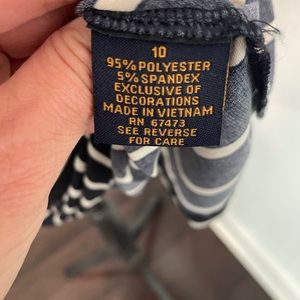 10
95% POLYESTER
5% SPANDEX
EXCLUSIVE OF
DECORATIONS
MADE IN VIETNAM
RN 67473
SEE REVERSE
FOR CARE